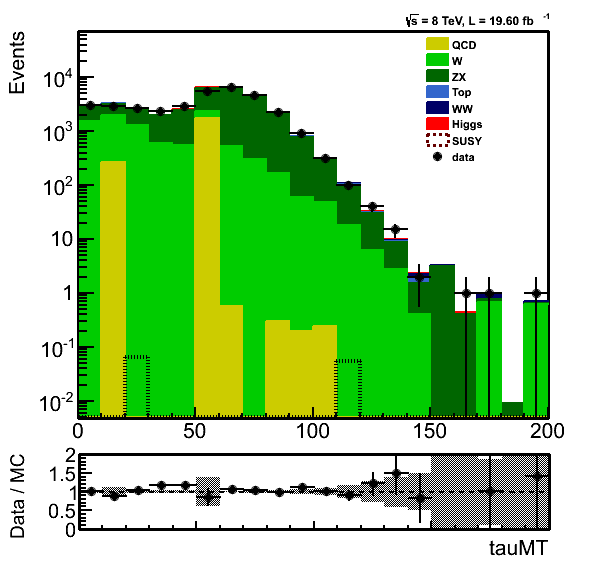 √s = 8 TeV, L = 19.60 fb⁻¹
Events
10⁴
10³
10²
10
1
10⁻¹
10⁻²
QCD
W
ZX
Top
WW
Higgs
SUSY
data
0 50 100 150 200
Data / MC
2
1.5
1
0.5
0
tauMT